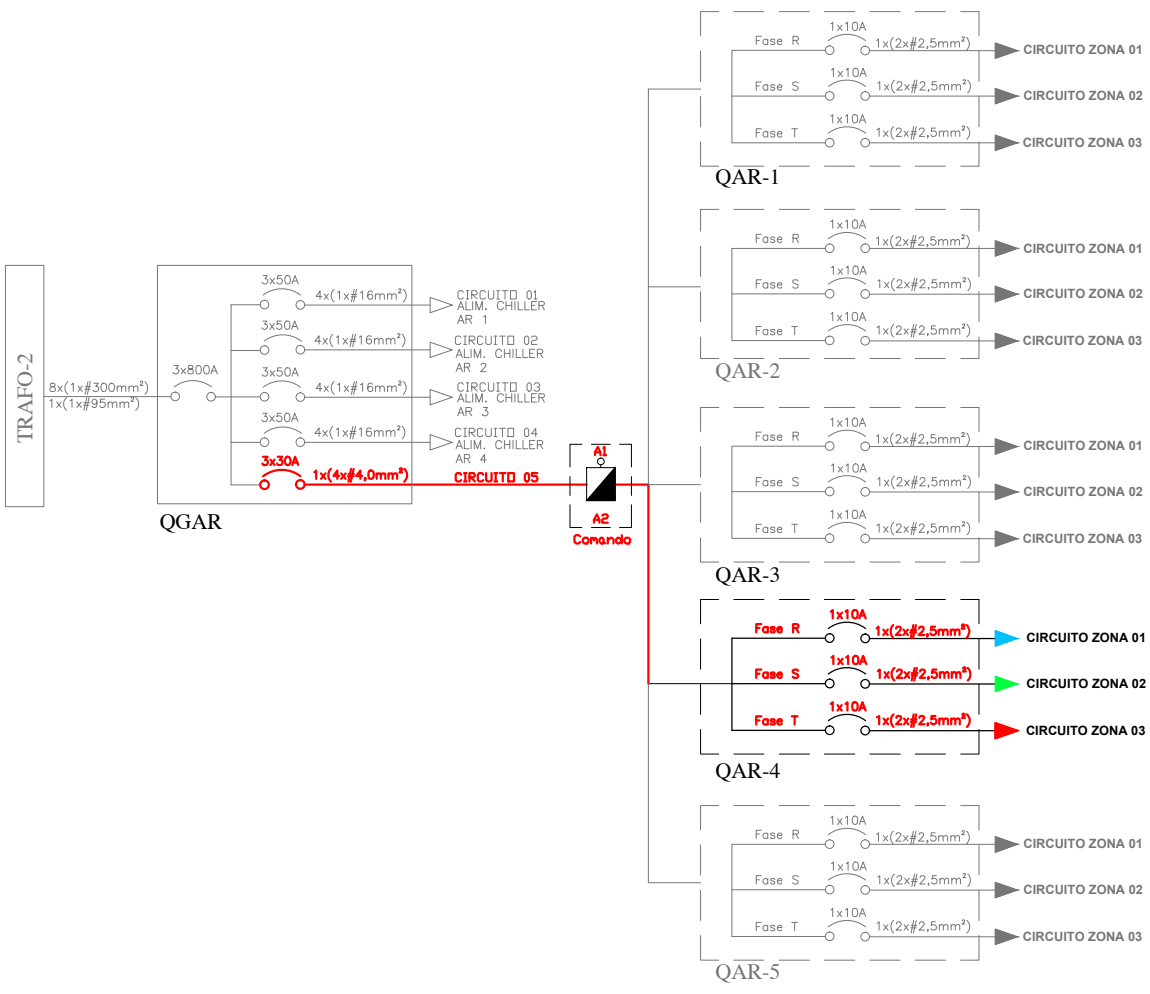 TRAFO-2
8x(1x#300mm²)
1x(1x#95mm²)
3x800A
3x50A
4x(1x#16mm²)
CIRCUITO 01
ALIM. CHILLER
AR 1
3x50A
4x(1x#16mm²)
CIRCUITO 02
ALIM. CHILLER
AR 2
3x50A
4x(1x#16mm²)
CIRCUITO 03
ALIM. CHILLER
AR 3
3x50A
4x(1x#16mm²)
CIRCUITO 04
ALIM. CHILLER
AR 4
3x30A
1x(4x#4,0mm²)
CIRCUITO 05
QGAR
A1
A2
Comando
Fase R 1x10A 1x(2x#2,5mm²) CIRCUITO ZONA 01
Fase S 1x10A 1x(2x#2,5mm²) CIRCUITO ZONA 02
Fase T 1x10A 1x(2x#2,5mm²) CIRCUITO ZONA 03
QAR-1
Fase R 1x10A 1x(2x#2,5mm²) CIRCUITO ZONA 01
Fase S 1x10A 1x(2x#2,5mm²) CIRCUITO ZONA 02
Fase T 1x10A 1x(2x#2,5mm²) CIRCUITO ZONA 03
QAR-2
Fase R 1x10A 1x(2x#2,5mm²) CIRCUITO ZONA 01
Fase S 1x10A 1x(2x#2,5mm²) CIRCUITO ZONA 02
Fase T 1x10A 1x(2x#2,5mm²) CIRCUITO ZONA 03
QAR-3
Fase R 1x10A 1x(2x#2,5mm²) CIRCUITO ZONA 01
Fase S 1x10A 1x(2x#2,5mm²) CIRCUITO ZONA 02
Fase T 1x10A 1x(2x#2,5mm²) CIRCUITO ZONA 03
QAR-4
Fase R 1x10A 1x(2x#2,5mm²) CIRCUITO ZONA 01
Fase S 1x10A 1x(2x#2,5mm²) CIRCUITO ZONA 02
Fase T 1x10A 1x(2x#2,5mm²) CIRCUITO ZONA 03
QAR-5